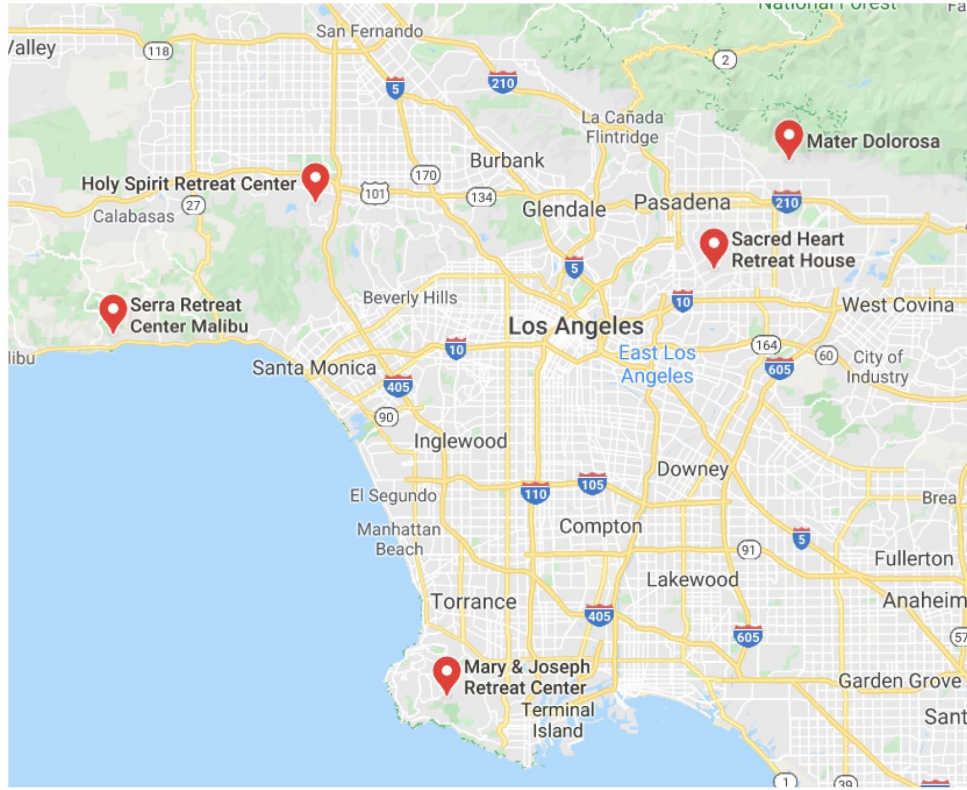 National Forest
Fa
Valley
118
San Fernando
2
5
210
La Cañada
Flintridge
Mater Dolorosa
Burbank
170
Holy Spirit Retreat Center
101
134
Pasadena
210
27
Glendale
Calabasas
Sacred Heart
Retreat House
5
Beverly Hills
10
West Covina
Serra Retreat
Center Malibu
Los Angeles
164
libu
10
East Los
Angeles
60
City of
Industry
Santa Monica
605
405
90
Inglewood
Downey
El Segundo
110
105
Brea
Manhattan
Beach
Compton
5
91
Fullerton
Lakewood
Torrance
Anaheim
405
605
57
Mary & Joseph
Retreat Center
Garden Grove
Terminal
Island
Sant
1
39